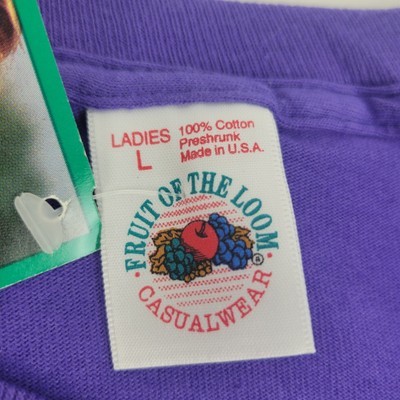 LADIES
L
100% Cotton
Preshrunk
Made in U.S.A.
FRUIT OF THE LOOM
®
CASUALWEAR